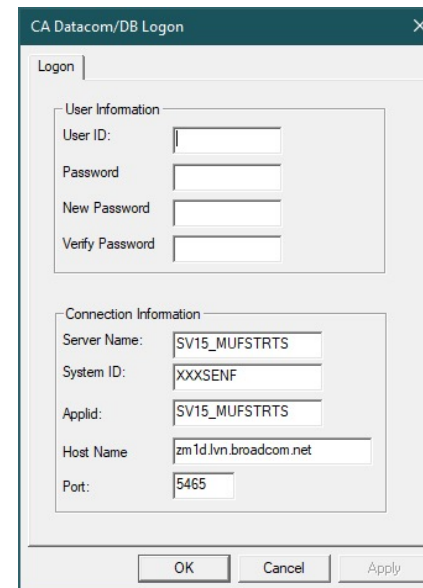 CA Datacom/DB Logon
Logon
User Information
User ID:
Password
New Password
Verify Password
Connection Information
Server Name: SV15_MUFSTRTS
System ID: XXXSENF
Applid: SV15_MUFSTRTS
Host Name zm1d.lvn.broadcom.net
Port: 5465
OK Cancel Apply